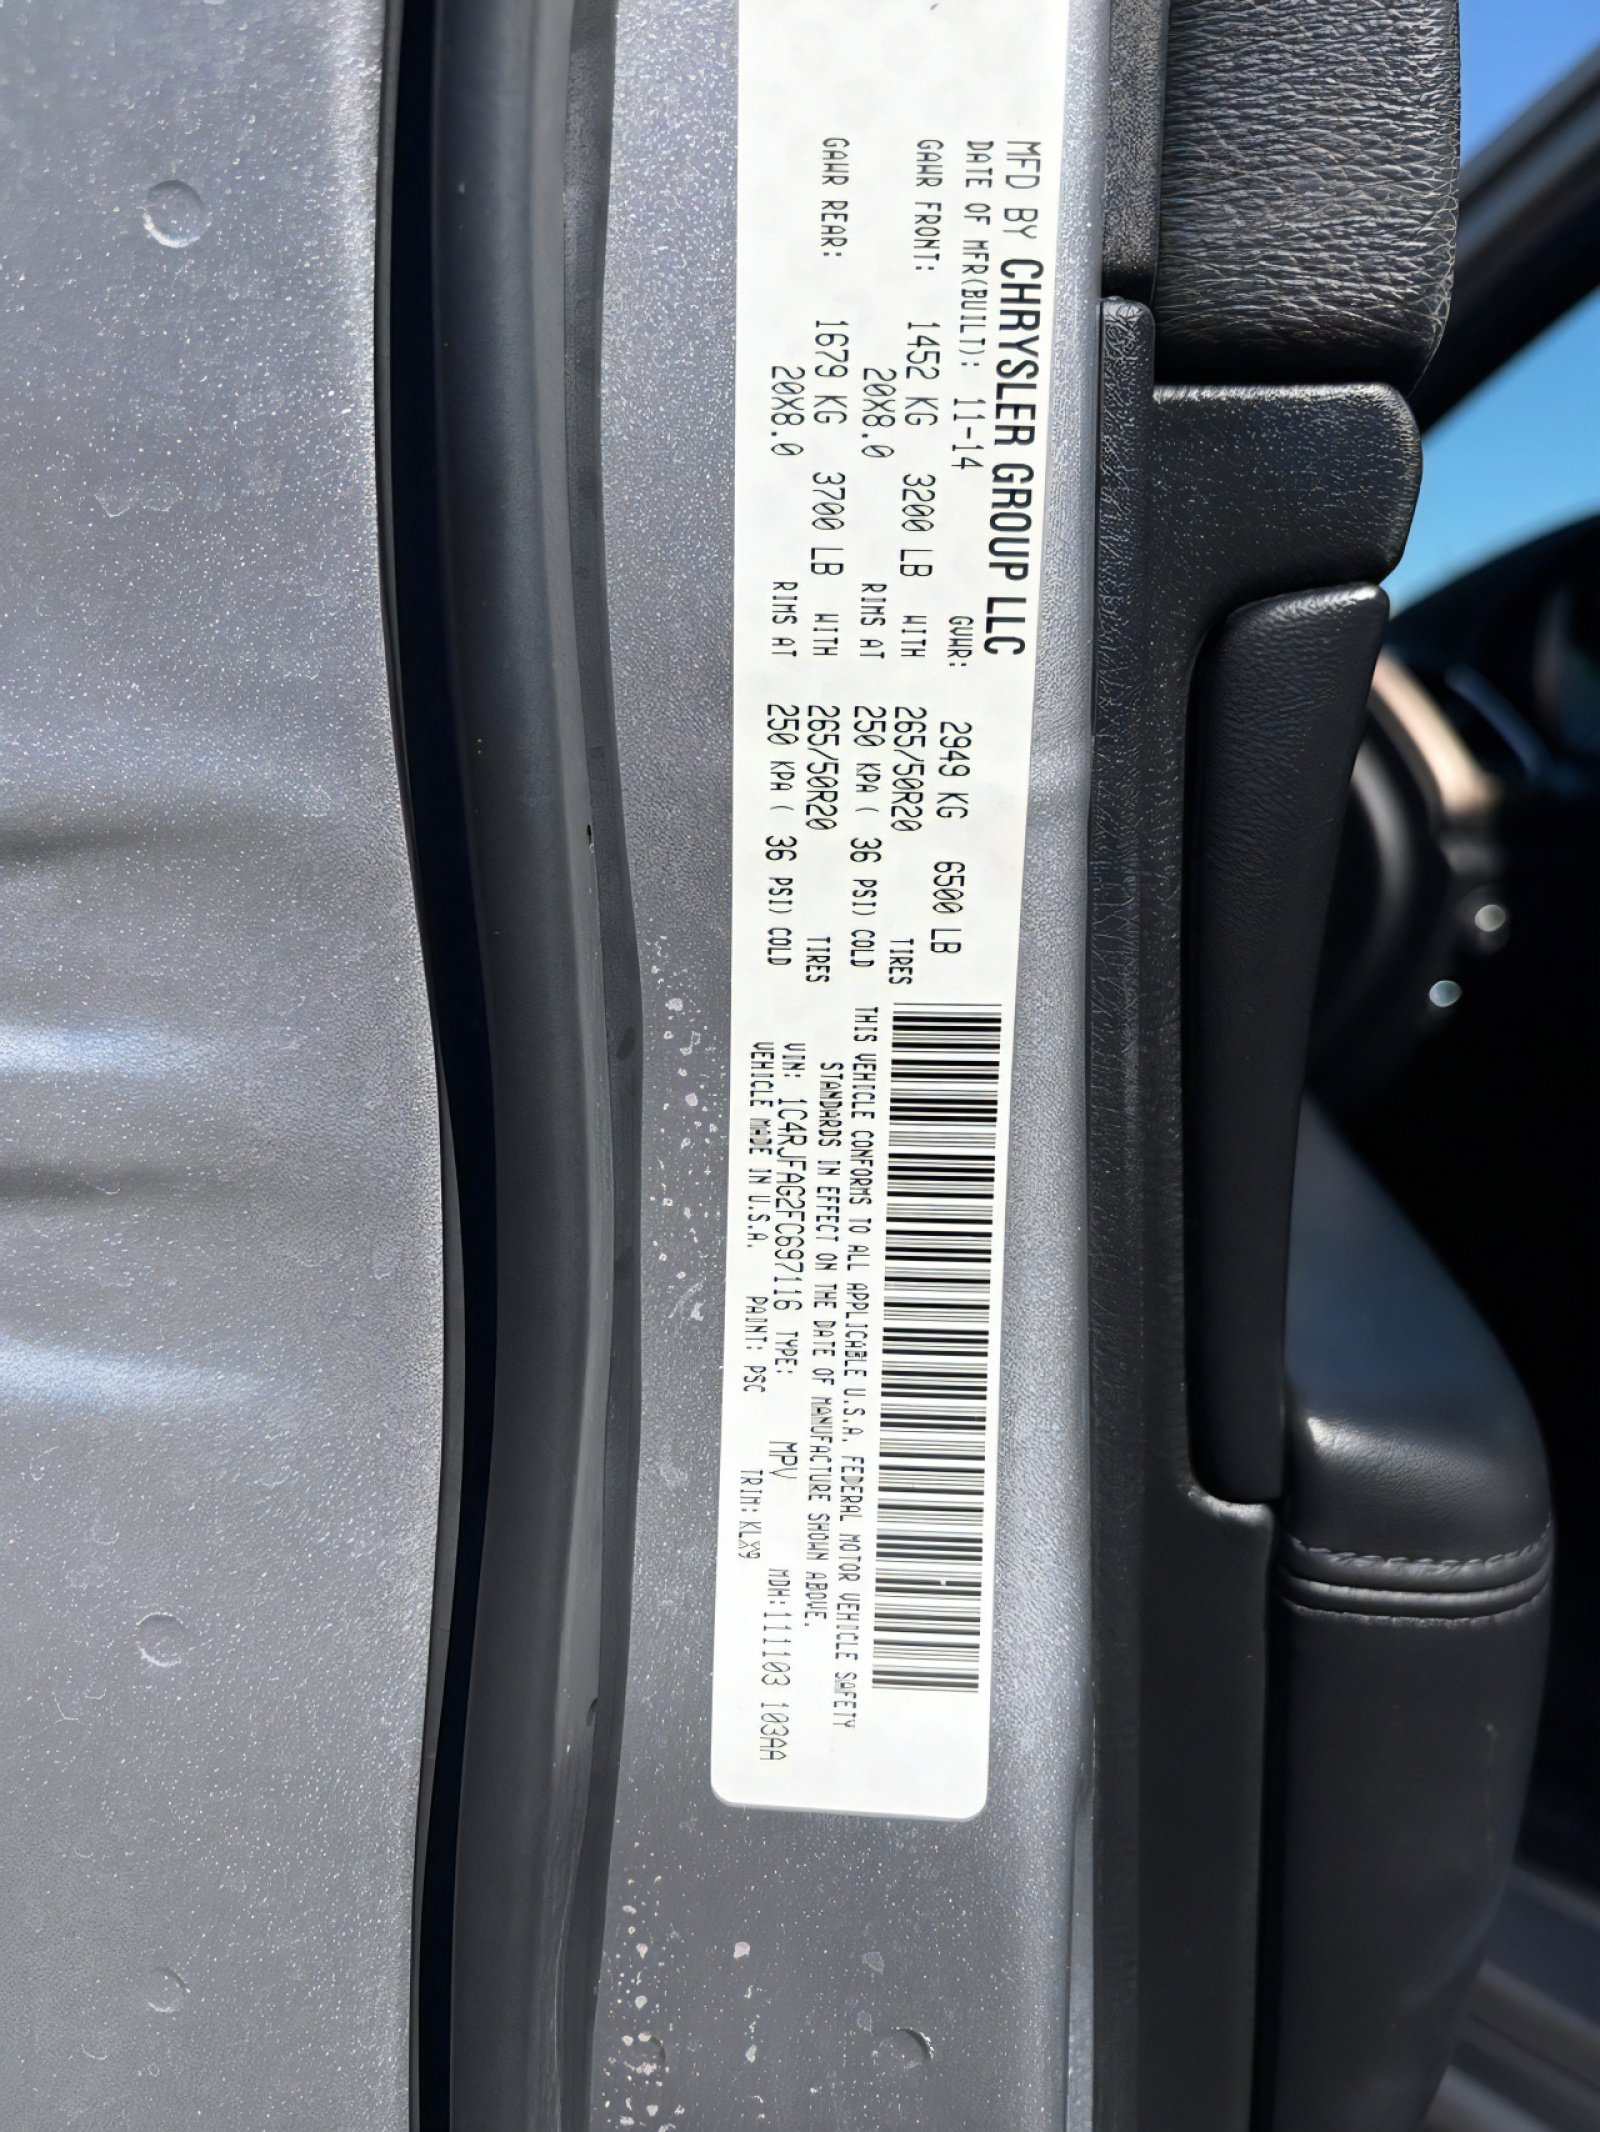 MFD BY CHRYSLER GROUP LLC
DATE OF MFR(BUILT): 11-14 GVWR: 2949 KG 6500 LB
GAWR FRONT: 1452 KG 3200 LB WITH 265/50R20 TIRES
20X8.0 RIMS AT 250 KPA ( 36 PSI) COLD
GAWR REAR: 1679 KG 3700 LB WITH 265/50R20 TIRES
20X8.0 RIMS AT 250 KPA ( 36 PSI) COLD
THIS VEHICLE CONFORMS TO ALL APPLICABLE U.S.A. FEDERAL MOTOR VEHICLE SAFETY
STANDARDS IN EFFECT ON THE DATE OF MANUFACTURE SHOWN ABOVE.
VIN: 1C4RJFAG2FC697116 TYPE: MPV MDH:111103 103AA
VEHICLE MADE IN U.S.A. PAINT: PSC TRIM:KLX9